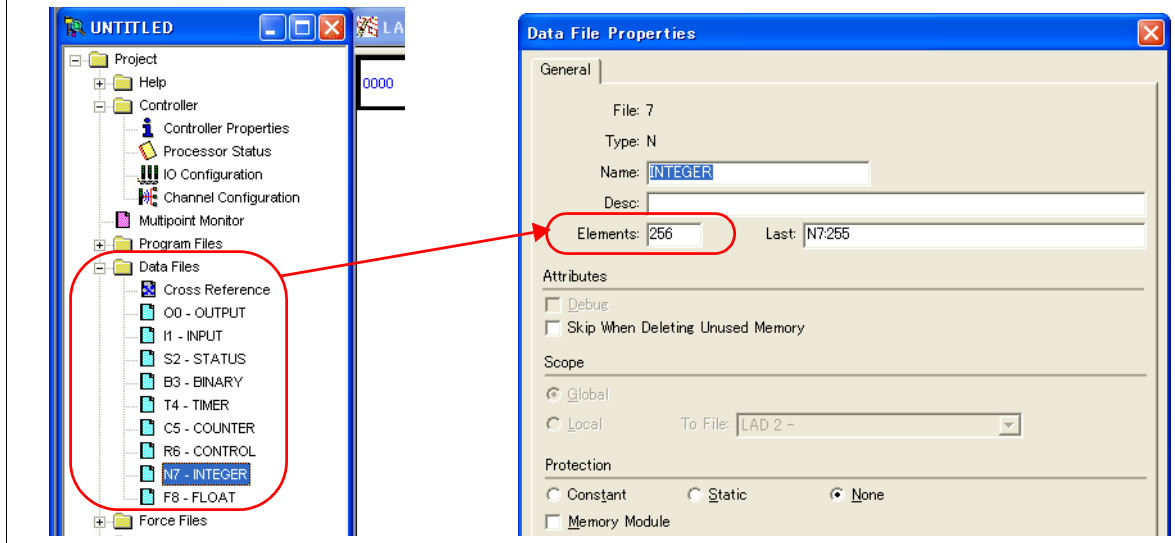 UNTITLED
LA
Project
Help
0000
Controller
Controller Properties
Processor Status
IO Configuration
Channel Configuration
Multipoint Monitor
Program Files
Data Files
Cross Reference
O0 - OUTPUT
I1 - INPUT
S2 - STATUS
B3 - BINARY
T4 - TIMER
C5 - COUNTER
R6 - CONTROL
N7 - INTEGER
F8 - FLOAT
Force Files
Data File Properties
General
File: 7
Type: N
Name: INTEGER
Desc:
Elements: 256 Last: N7:255
Attributes
Debug
Skip When Deleting Unused Memory
Scope
Global
Local To File: LAD 2 -
Protection
Constant Static None
Memory Module